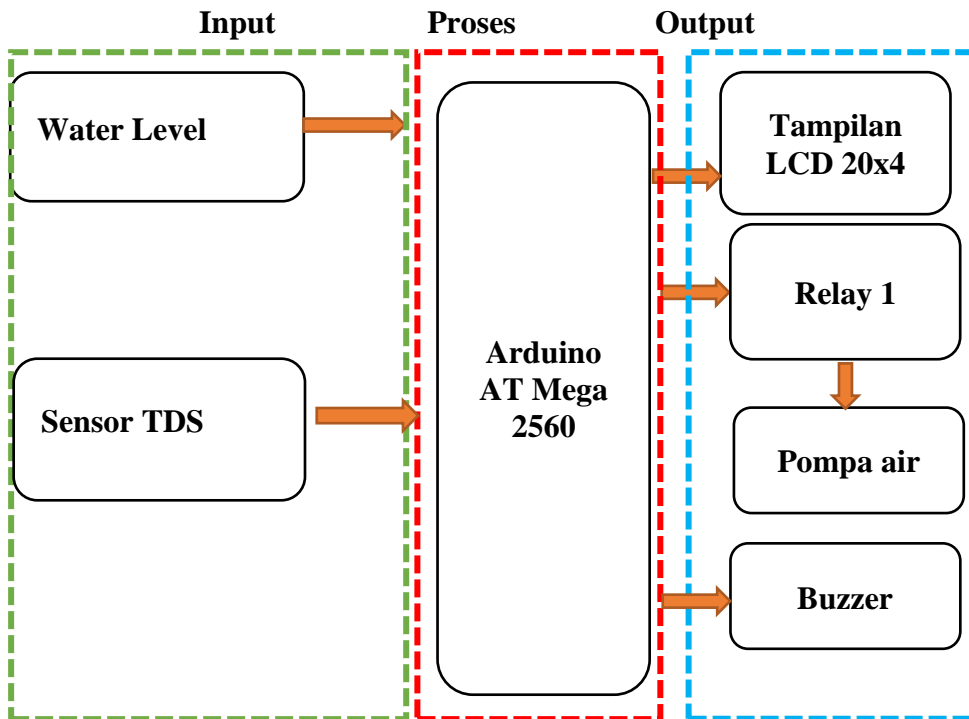 Input
Proses
Output
Water Level
Sensor TDS
Arduino
AT Mega
2560
Tampilan
LCD 20x4
Relay 1
Pompa air
Buzzer